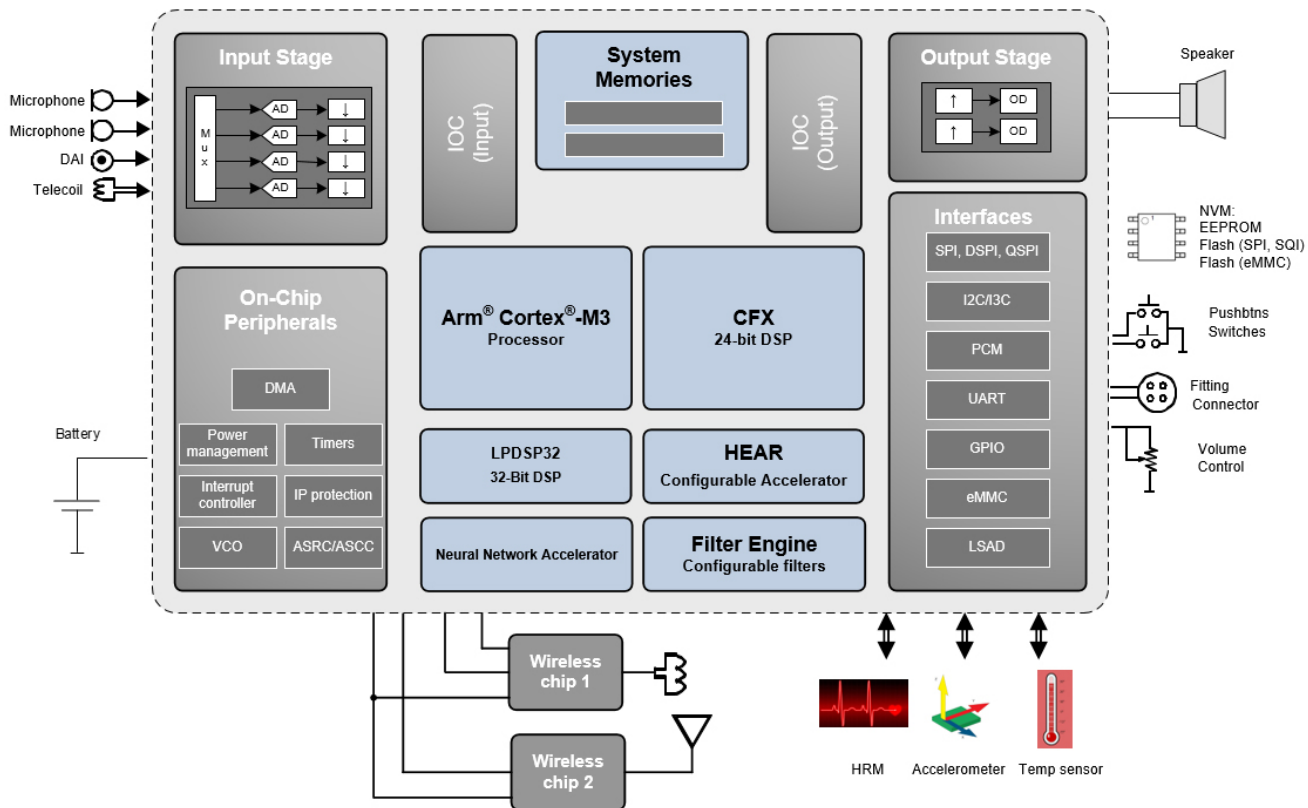 Input Stage
Mux
AD
↓
AD
↓
AD
↓
AD
↓
Microphone
Microphone
DAI
Telecoil
IOC
(Input)
System
Memories
IOC
(Output)
Output Stage
↑
OD
↑
OD
Speaker
Interfaces
SPI, DSPI, QSPI
I2C/I3C
PCM
UART
GPIO
eMMC
LSAD
1
NVM:
EEPROM
Flash (SPI, SQI)
Flash (eMMC)
Pushbtns
Switches
Fitting
Connector
Volume
Control
On-Chip
Peripherals
DMA
Power
management
Timers
Interrupt
controller
IP protection
VCO
ASRC/ASCC
Battery
Arm® Cortex®-M3
Processor
CFX
24-bit DSP
LPDSP32
32-Bit DSP
HEAR
Configurable Accelerator
Neural Network Accelerator
Filter Engine
Configurable filters
Wireless
chip 1
Wireless
chip 2
HRM
Accelerometer
Temp sensor